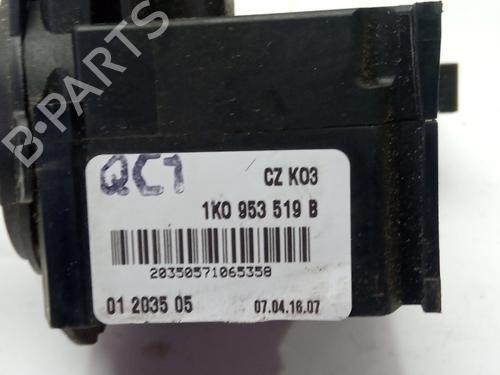 B-PARTS
QC1
CZ K03
1K0 953 519 B
20350571065358
01 2035 05
07.04.16.07